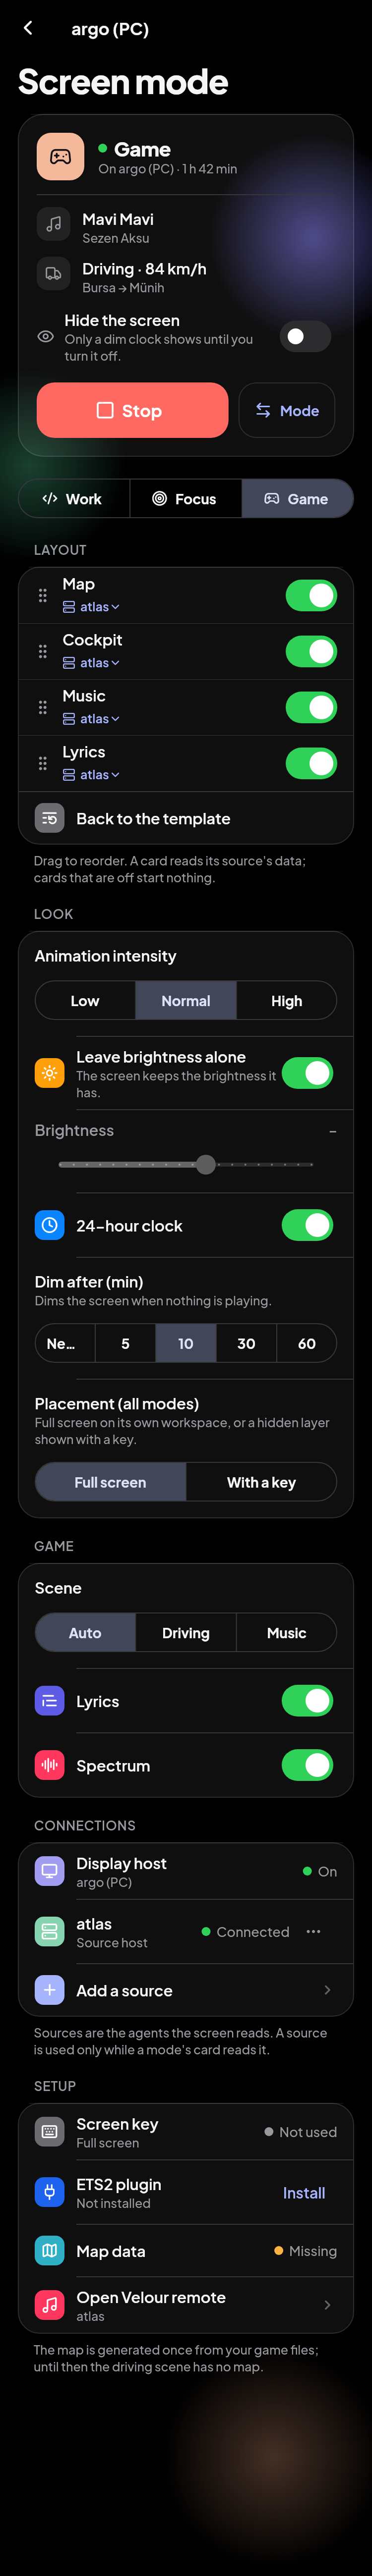 argo (PC)
Screen mode
Game
On argo (PC) · 1 h 42 min
Mavi Mavi
Sezen Aksu
Driving · 84 km/h
Bursa → Münih
Hide the screen
Only a dim clock shows until you
turn it off.
Stop
Mode
Work
Focus
Game
LAYOUT
Map
atlas
Cockpit
atlas
Music
atlas
Lyrics
atlas
Back to the template
Drag to reorder. A card reads its source's data;
cards that are off start nothing.
LOOK
Animation intensity
Low
Normal
High
Leave brightness alone
The screen keeps the brightness it
has.
Brightness
–
24-hour clock
Dim after (min)
Dims the screen when nothing is playing.
Ne…
5
10
30
60
Placement (all modes)
Full screen on its own workspace, or a hidden layer
shown with a key.
Full screen
With a key
GAME
Scene
Auto
Driving
Music
Lyrics
Spectrum
CONNECTIONS
Display host
argo (PC)
On
atlas
Source host
Connected
Add a source
Sources are the agents the screen reads. A source
is used only while a mode's card reads it.
SETUP
Screen key
Full screen
Not used
ETS2 plugin
Not installed
Install
Map data
Missing
Open Velour remote
atlas
The map is generated once from your game files;
until then the driving scene has no map.